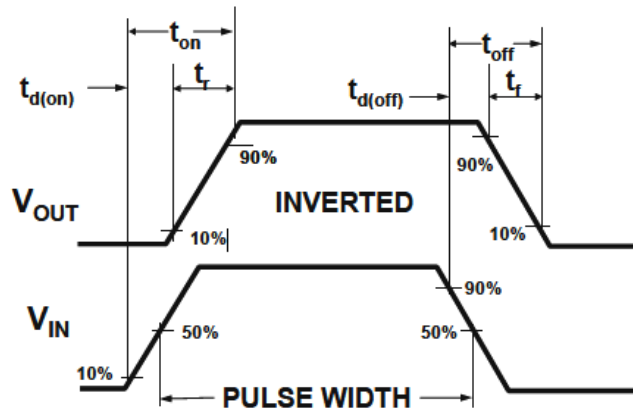 t_on
t_off
t_d(on)
t_r
t_d(off)
t_f
90%
90%
V_OUT
INVERTED
10%
10%
90%
V_IN
50%
50%
10%
PULSE WIDTH